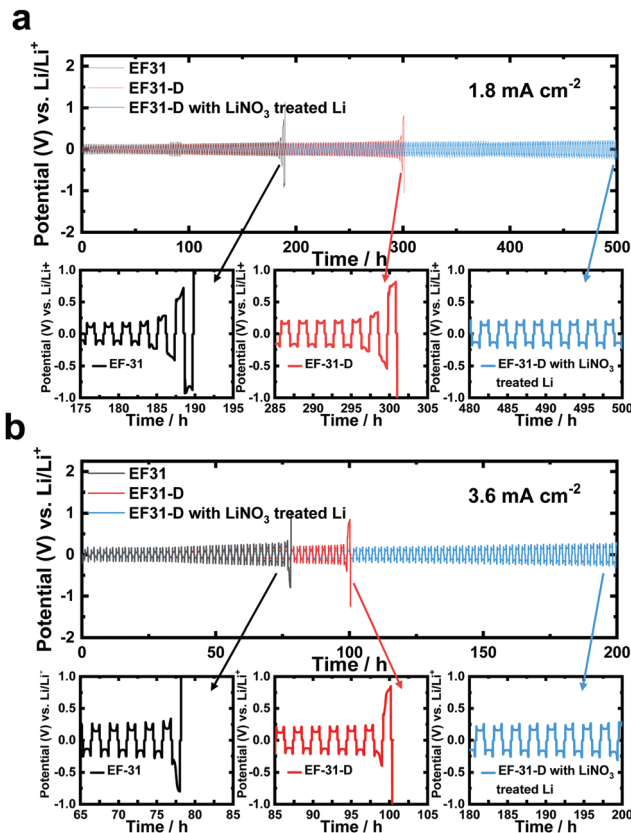 a
EF31
EF31-D
EF31-D with LiNO3 treated Li
1.8 mA cm-2
Potential (V) vs. Li/Li+
2
1
0
-1
-2
0 100 200 300 400 500
Time / h
Potential (V) vs. Li/Li+
1.0
0.5
0.0
-0.5
-1.0
EF-31
175 180 185 190 195
Time / h
Potential (V) vs. Li/Li+
1.0
0.5
0.0
-0.5
-1.0
EF-31-D
285 290 295 300 305
Time / h
Potential (V) vs. Li/Li+
1.0
0.5
0.0
-0.5
-1.0
EF-31-D with LiNO3
treated Li
480 485 490 495 500
Time / h
b
EF31
EF31-D
EF31-D with LiNO3 treated Li
3.6 mA cm-2
Potential (V) vs. Li/Li+
2
1
0
-1
-2
0 50 100 150 200
Time / h
Potential (V) vs. Li/Li+
1.0
0.5
0.0
-0.5
-1.0
EF-31
65 70 75 80 85
Time / h
Potential (V) vs. Li/Li+
1.0
0.5
0.0
-0.5
-1.0
EF-31-D
85 90 95 100 105
Time / h
Potential (V) vs. Li/Li+
1.0
0.5
0.0
-0.5
-1.0
EF-31-D with LiNO3
treated Li
180 185 190 195 200
Time / h